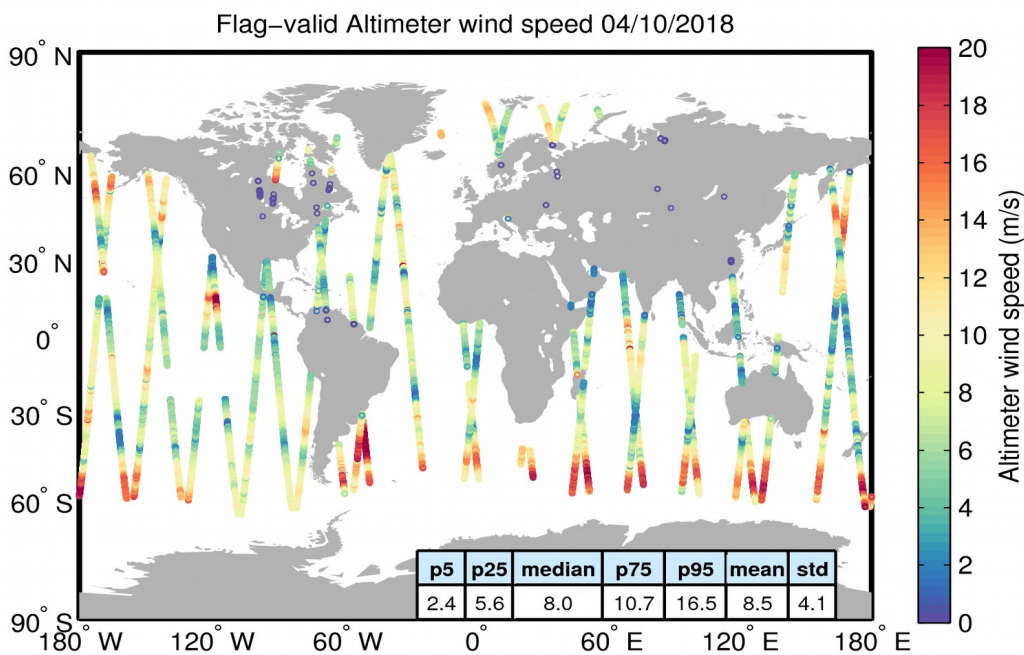 Flag−valid Altimeter wind speed 04/10/2018
90° N
60° N
30° N
0°
30° S
60° S
90° S
180° W
120° W
60° W
0°
60° E
120° E
180° E
p5 p25 median p75 p95 mean std
2.4 5.6 8.0 10.7 16.5 8.5 4.1
20
18
16
14
12
10
8
6
4
2
0
Altimeter wind speed (m/s)